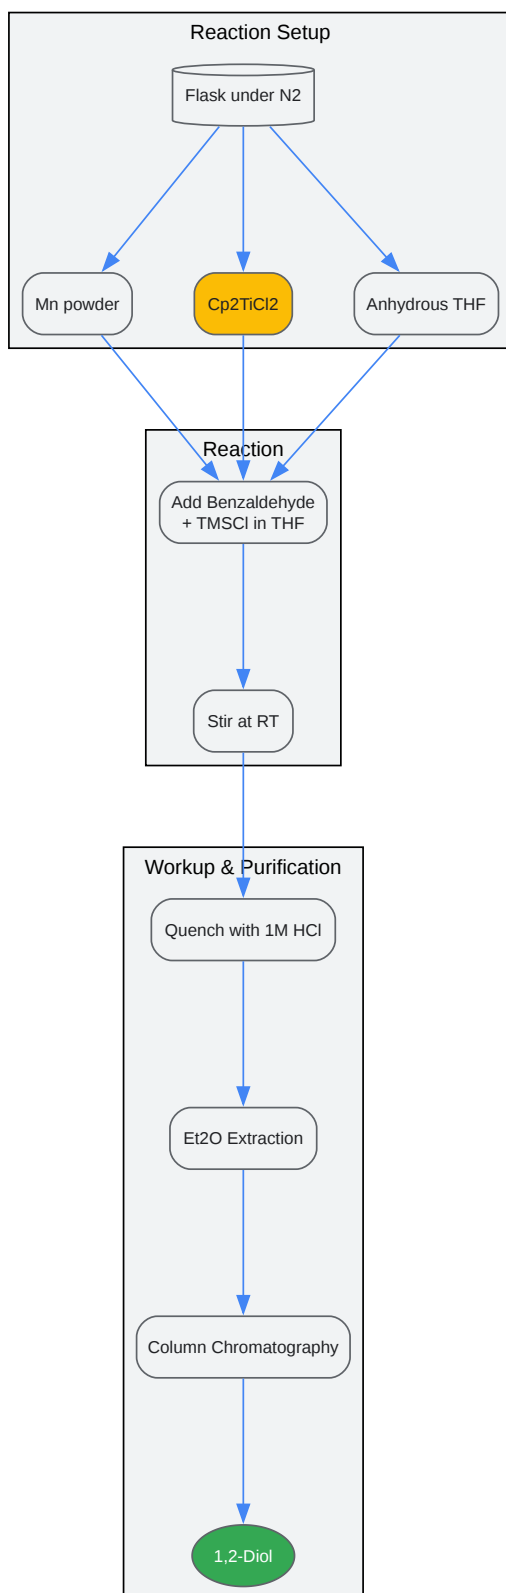 Reaction Setup
Flask under N2
Mn powder
Cp2TiCl2
Anhydrous THF
Reaction
Add Benzaldehyde
+ TMSCl in THF
Stir at RT
Workup & Purification
Quench with 1M HCl
Et2O Extraction
Column Chromatography
1,2-Diol